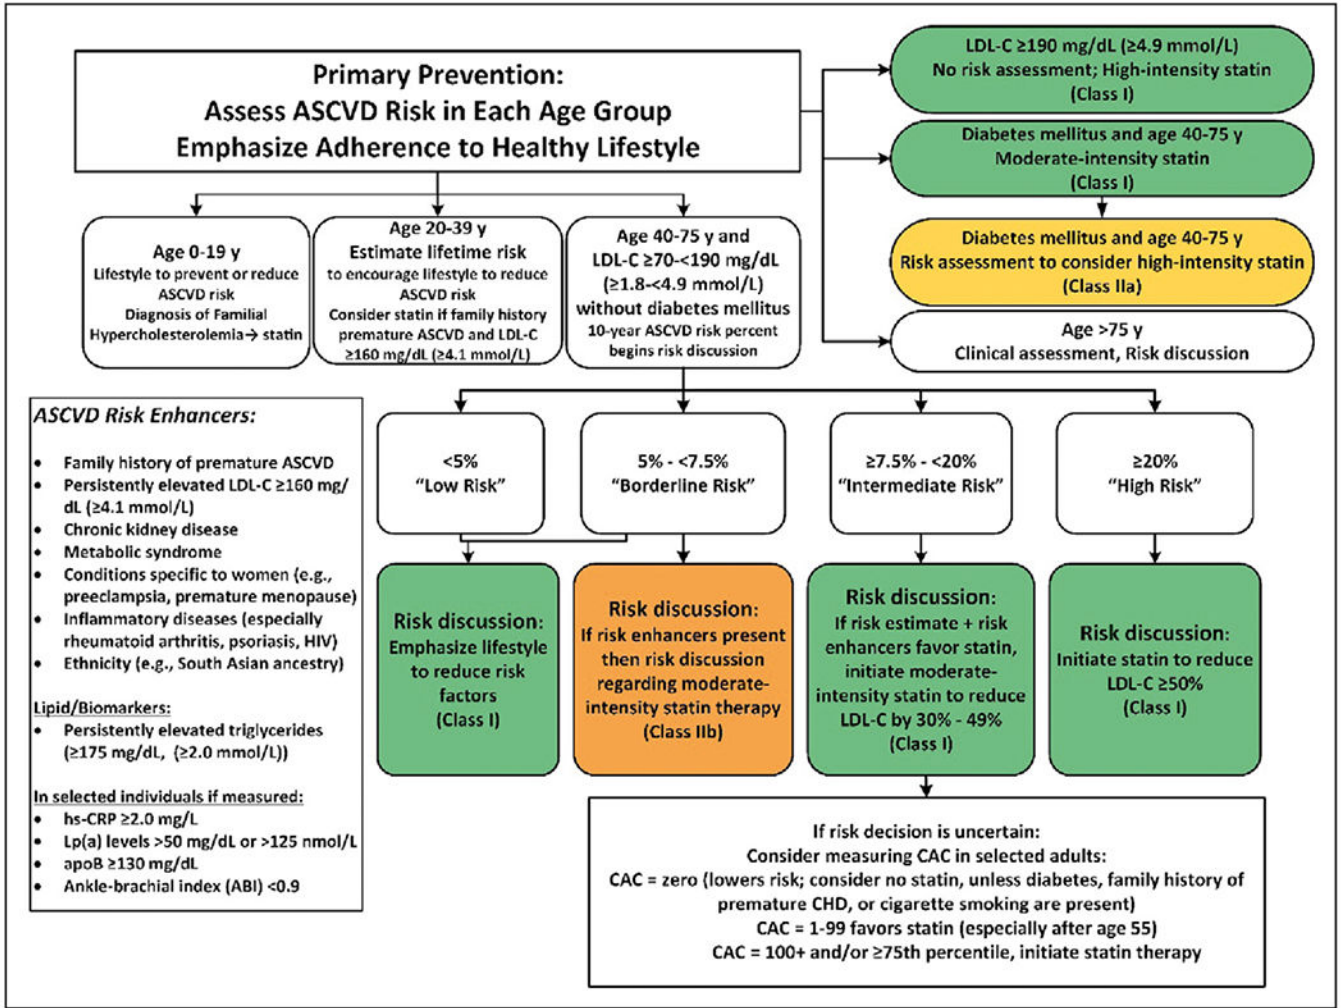 Primary Prevention:
Assess ASCVD Risk in Each Age Group
Emphasize Adherence to Healthy Lifestyle
LDL-C ≥190 mg/dL (≥4.9 mmol/L)
No risk assessment; High-intensity statin
(Class I)
Diabetes mellitus and age 40-75 y
Moderate-intensity statin
(Class I)
Diabetes mellitus and age 40-75 y
Risk assessment to consider high-intensity statin
(Class IIa)
Age >75 y
Clinical assessment, Risk discussion
Age 0-19 y
Lifestyle to prevent or reduce
ASCVD risk
Diagnosis of Familial
Hypercholesterolemia→ statin
Age 20-39 y
Estimate lifetime risk
to encourage lifestyle to reduce
ASCVD risk
Consider statin if family history
premature ASCVD and LDL-C
≥160 mg/dL (≥4.1 mmol/L)
Age 40-75 y and
LDL-C ≥70-<190 mg/dL
(≥1.8-<4.9 mmol/L)
without diabetes mellitus
10-year ASCVD risk percent
begins risk discussion
<5%
“Low Risk”
5% - <7.5%
“Borderline Risk”
≥7.5% - <20%
“Intermediate Risk”
≥20%
“High Risk”
Risk discussion:
Emphasize lifestyle
to reduce risk
factors
(Class I)
Risk discussion:
If risk enhancers present
then risk discussion
regarding moderate-
intensity statin therapy
(Class IIb)
Risk discussion:
If risk estimate + risk
enhancers favor statin,
initiate moderate-
intensity statin to reduce
LDL-C by 30% - 49%
(Class I)
Risk discussion:
Initiate statin to reduce
LDL-C ≥50%
(Class I)
If risk decision is uncertain:
Consider measuring CAC in selected adults:
CAC = zero (lowers risk; consider no statin, unless diabetes, family history of
premature CHD, or cigarette smoking are present)
CAC = 1-99 favors statin (especially after age 55)
CAC = 100+ and/or ≥75th percentile, initiate statin therapy
ASCVD Risk Enhancers:
• Family history of premature ASCVD
• Persistently elevated LDL-C ≥160 mg/
dL (≥4.1 mmol/L)
• Chronic kidney disease
• Metabolic syndrome
• Conditions specific to women (e.g.,
preeclampsia, premature menopause)
• Inflammatory diseases (especially
rheumatoid arthritis, psoriasis, HIV)
• Ethnicity (e.g., South Asian ancestry)
Lipid/Biomarkers:
• Persistently elevated triglycerides
(≥175 mg/dL, (≥2.0 mmol/L))
In selected individuals if measured:
• hs-CRP ≥2.0 mg/L
• Lp(a) levels >50 mg/dL or >125 nmol/L
• apoB ≥130 mg/dL
• Ankle-brachial index (ABI) <0.9